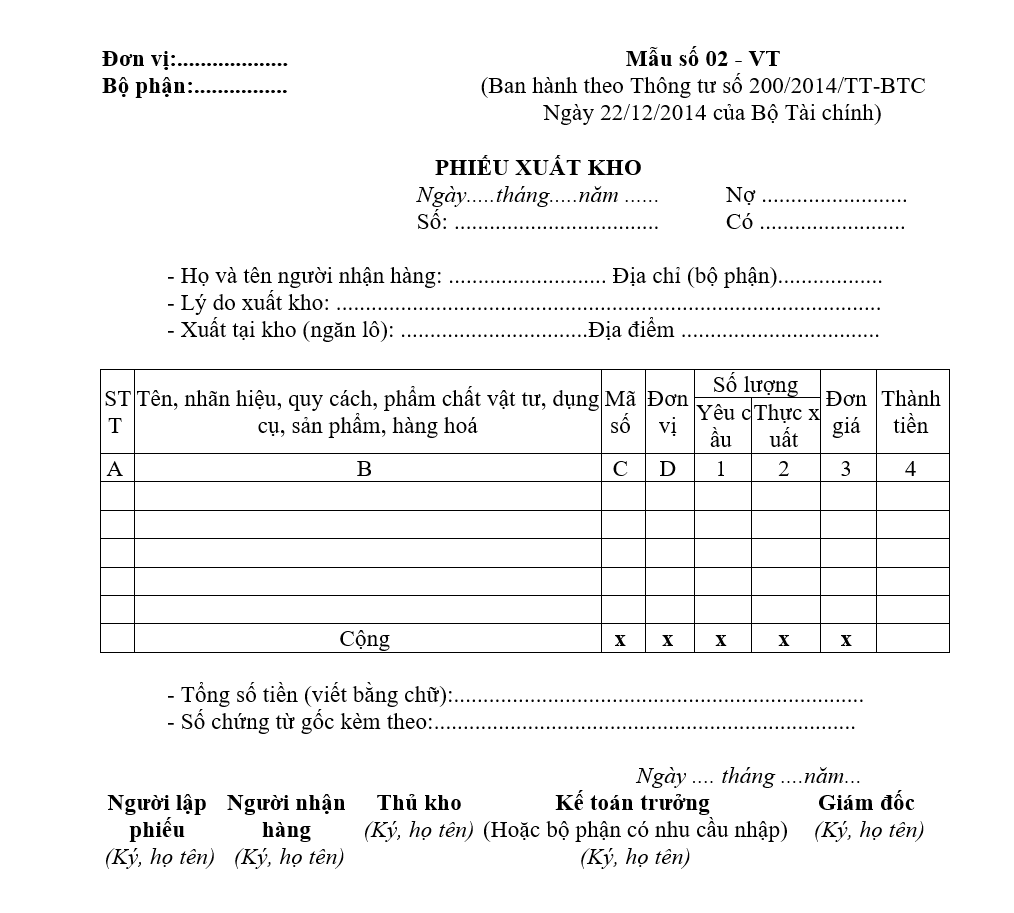 Đơn vị:................... Mẫu số 02 - VT
Bộ phận:................ (Ban hành theo Thông tư số 200/2014/TT-BTC
Ngày 22/12/2014 của Bộ Tài chính)
PHIẾU XUẤT KHO
Ngày.....tháng.....năm ...... Nợ .........................
Số: ................................... Có .........................
- Họ và tên người nhận hàng: ........................... Địa chỉ (bộ phận)..................
- Lý do xuất kho: .............................................................................................
- Xuất tại kho (ngăn lô): ................................Địa điểm ..................................
ST Tên, nhãn hiệu, quy cách, phẩm chất vật tư, dụng Mã Đơn Số lượng Đơn Thành
T cụ, sản phẩm, hàng hoá số vị Yêu c Thực x giá tiền
ầu uất
A B C D 1 2 3 4
Cộng x x x x x
- Tổng số tiền (viết bằng chữ):......................................................................
- Số chứng từ gốc kèm theo:........................................................................
Ngày .... tháng ....năm...
Người lập Người nhận Thủ kho Kế toán trưởng Giám đốc
phiếu hàng (Ký, họ tên) (Hoặc bộ phận có nhu cầu nhập) (Ký, họ tên)
(Ký, họ tên) (Ký, họ tên) (Ký, họ tên)